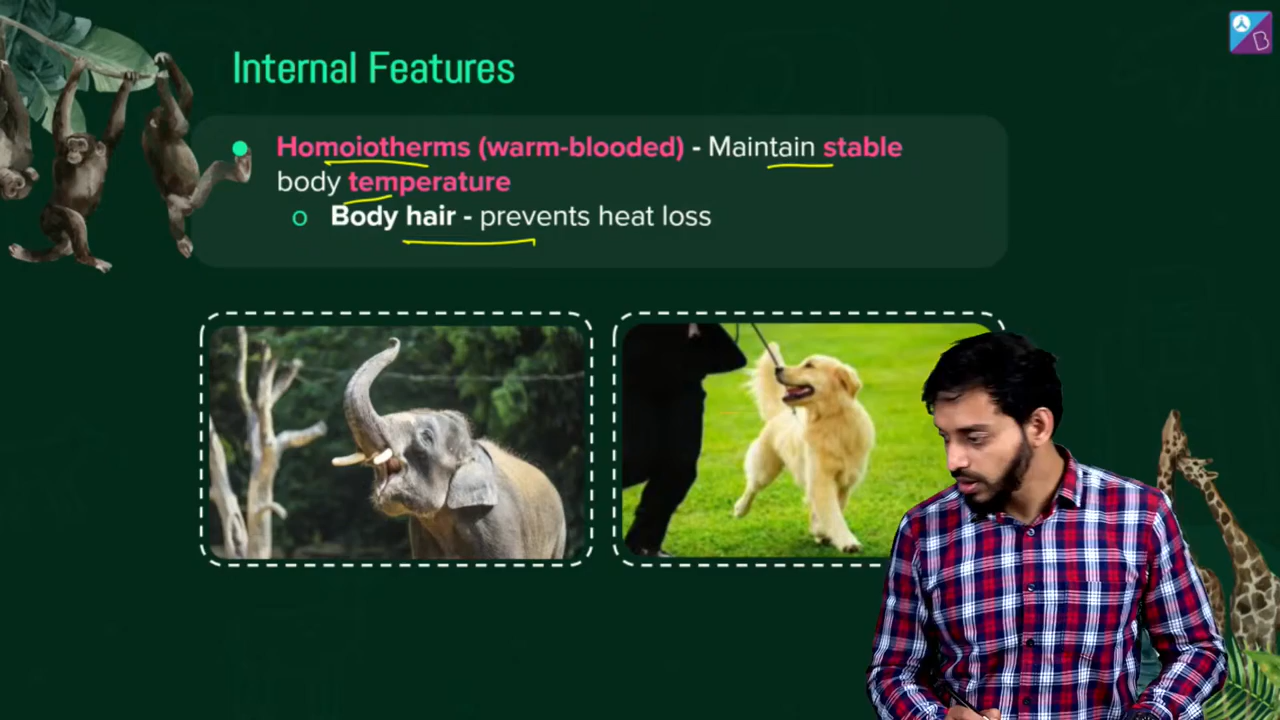 Internal Features
Homoiotherms (warm-blooded) - Maintain stable
body temperature
o Body hair - prevents heat loss
B